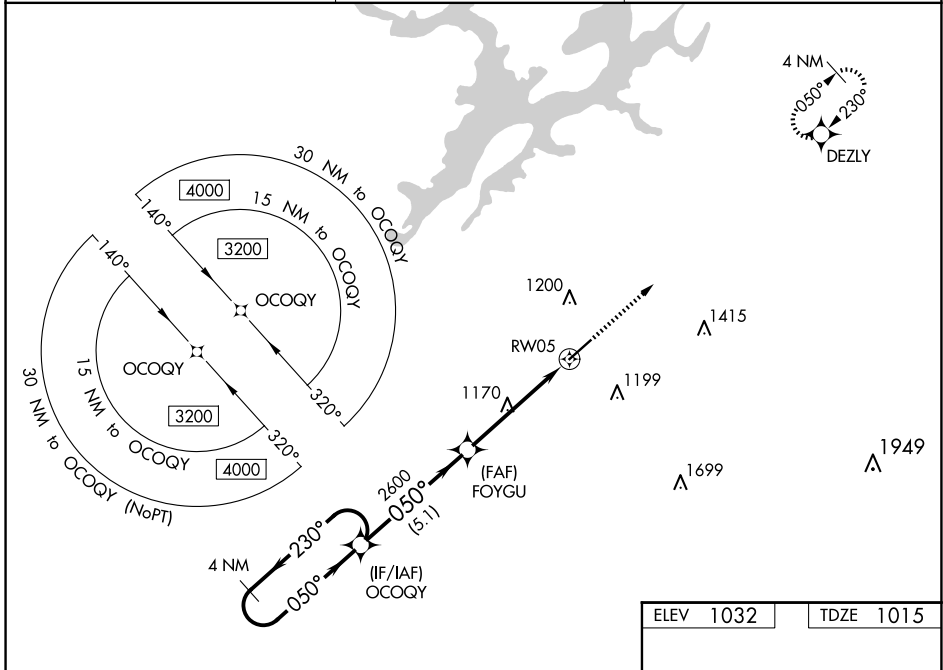 4 NM
050°
230°
DEZLY
30 NM to OCOQY
4000
15 NM to OCOQY
140°
3200
OCOQY
320°
140°
OCOQY
3200
15 NM to OCOQY
320°
4000
30 NM to OCOQY (NoPT)
1200
1415
RW05
1199
1170
1949
1699
(FAF)
FOYGU
2600
050°
(5.1)
230°
4 NM
050°
(IF/IAF)
OCOQY
ELEV 1032
TDZE 1015